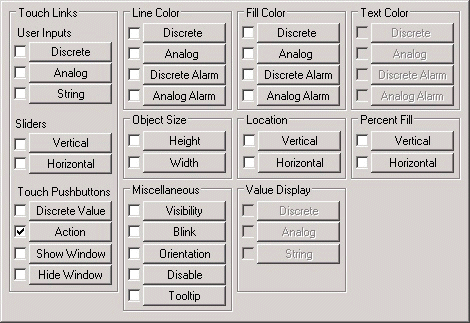 Touch Links
User Inputs
Discrete
Analog
String
Sliders
Vertical
Horizontal
Touch Pushbuttons
Discrete Value
Action
Show Window
Hide Window
Line Color
Discrete
Analog
Discrete Alarm
Analog Alarm
Object Size
Height
Width
Miscellaneous
Visibility
Blink
Orientation
Disable
Tooltip
Fill Color
Discrete
Analog
Discrete Alarm
Analog Alarm
Location
Vertical
Horizontal
Value Display
Discrete
Analog
String
Text Color
Discrete
Analog
Discrete Alarm
Analog Alarm
Percent Fill
Vertical
Horizontal